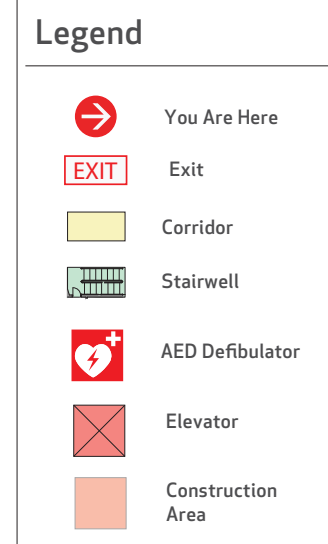 Legend
You Are Here
EXIT Exit
Corridor
Stairwell
AED Defibulator
Elevator
Construction
Area